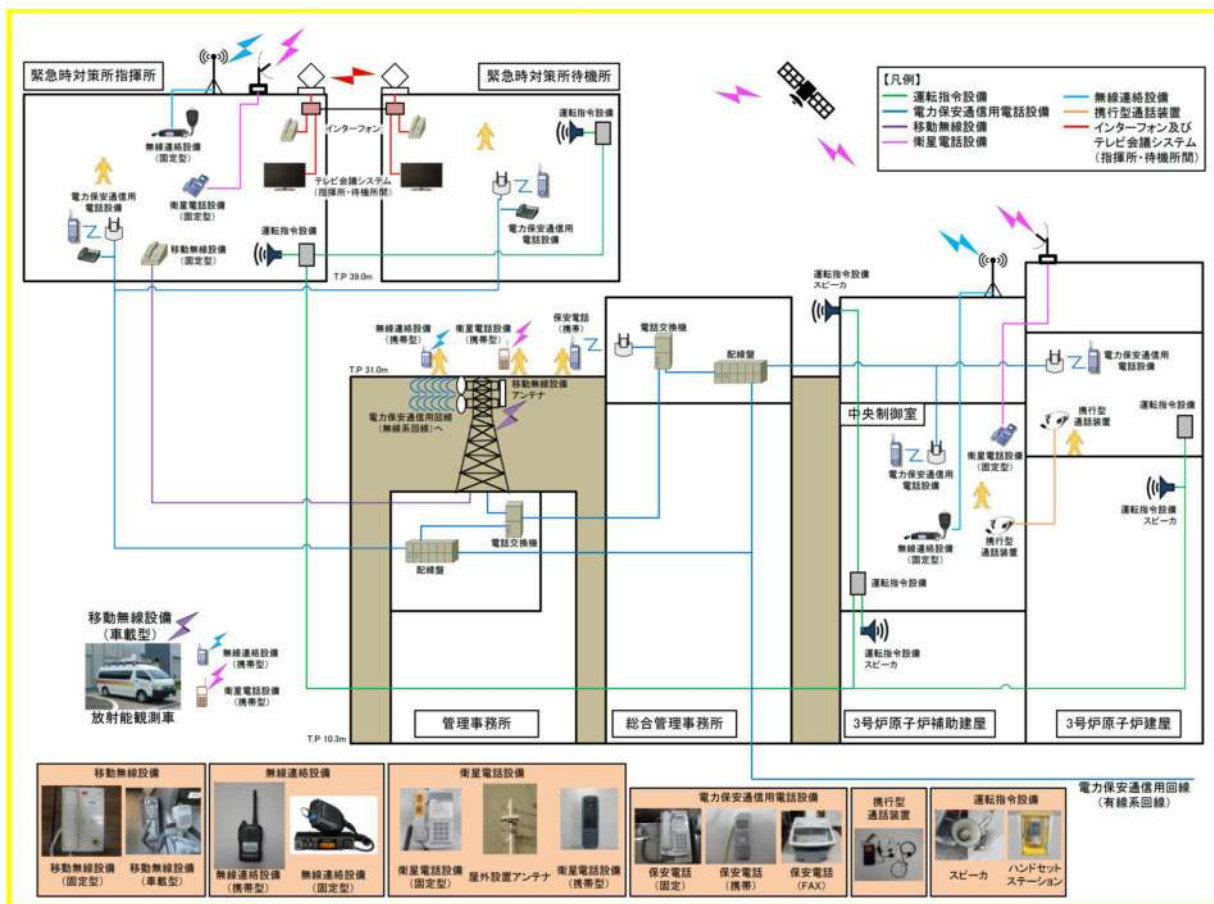 緊急時対策所指揮所
緊急時対策所待機所
【凡例】
運転指令設備
電力保安通信用電話設備
移動無線設備
衛星電話設備
無線連絡設備
携行型通話装置
インターフォン及び
テレビ会議システム
(指揮所・待機所間)
無線連絡設備
(固定型)
インターフォン
運転指令設備
電力保安通信用
電話設備
衛星電話設備
(固定型)
テレビ会議システム
(指揮所・待機所間)
移動無線設備
(固定型)
運転指令設備
電力保安通信用
電話設備
T.P 39.0m
無線連絡設備
(携帯型)
衛星電話設備
(携帯型)
保安電話
(携帯)
電話交換機
配線盤
運転指令設備
スピーカ
T.P 31.0m
移動無線設備
アンテナ
電力保安通信用回線
(無線系回線)へ
中央制御室
電力保安通信用
電話設備
携行型
通話装置
運転指令設備
電力保安通信用
電話設備
衛星電話設備
(固定型)
運転指令設備
スピーカ
無線連絡設備
(固定型)
携行型
通話装置
電話交換機
配線盤
運転指令設備
運転指令設備
スピーカ
移動無線設備
(車載型)
無線連絡設備
(携帯型)
衛星電話設備
(携帯型)
放射能観測車
管理事務所
総合管理事務所
3号炉原子炉補助建屋
3号炉原子炉建屋
T.P 10.3m
電力保安通信用回線
(有線系回線)
移動無線設備
移動無線設備
(固定型)
移動無線設備
(車載型)
無線連絡設備
無線連絡設備
(携帯型)
無線連絡設備
(固定型)
衛星電話設備
衛星電話設備
(固定型)
屋外設置アンテナ
衛星電話設備
(携帯型)
電力保安通信用電話設備
保安電話
(固定)
保安電話
(携帯)
保安電話
(FAX)
携行型
通話装置
運転指令設備
スピーカ
ハンドセット
ステーション